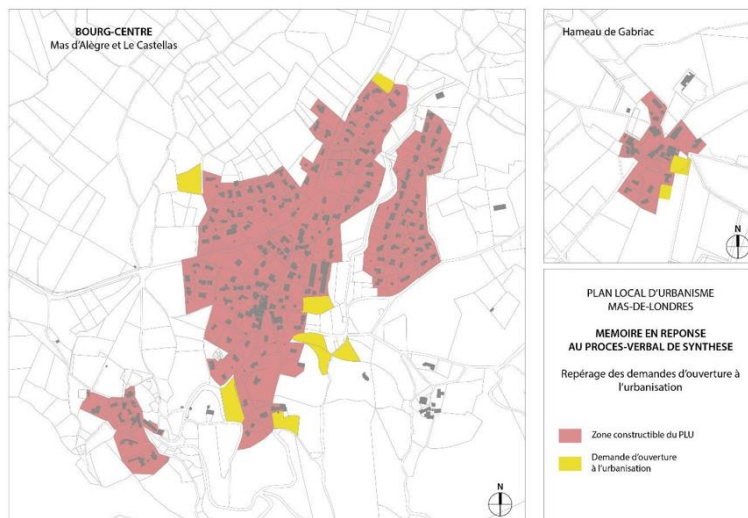 BOURG-CENTRE
Mas d'Alègre et Le Castellas
N
Hameau de Gabriac
N
PLAN LOCAL D'URBANISME
MAS-DE-LONDRES
MEMOIRE EN REPONSE
AU PROCES-VERBAL DE SYNTHESE
Repérage des demandes d'ouverture à
l'urbanisation
Zone constructible du PLU
Demande d'ouverture
à l'urbanisation